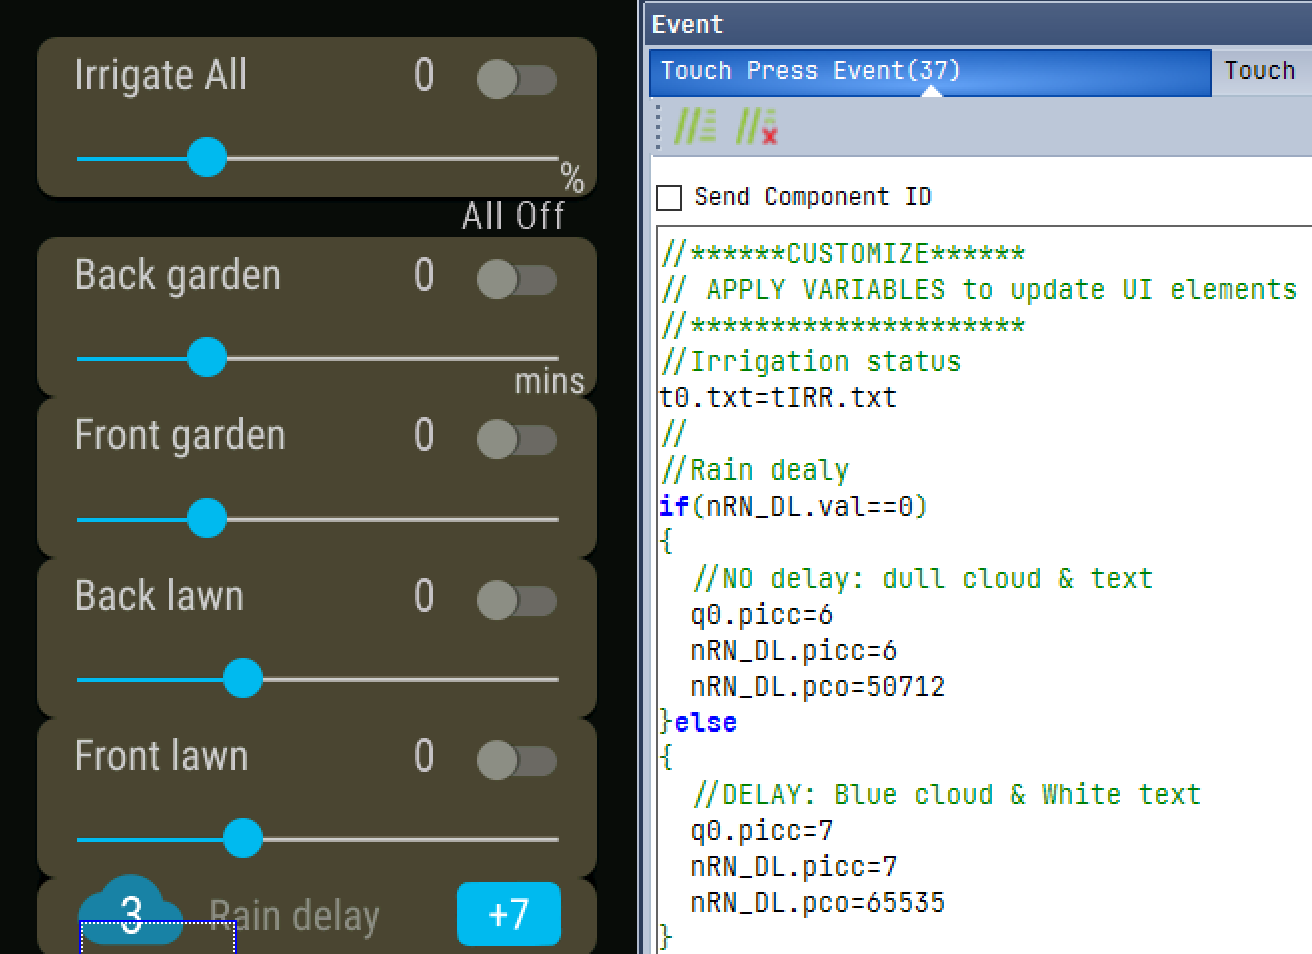 Irrigate All 0
%
All Off
Back garden 0
mins
Front garden 0
Back lawn 0
Front lawn 0
3 Rain delay +7
Event
Touch Press Event(37) Touch
Send Component ID
//******CUSTOMIZE******
// APPLY VARIABLES to update UI elements
//*********************
//Irrigation status
t0.txt=tIRR.txt
//
//Rain dealy
if(nRN_DL.val==0)
{
//NO delay: dull cloud & text
q0.picc=6
nRN_DL.picc=6
nRN_DL.pco=50712
}else
{
//DELAY: Blue cloud & White text
q0.picc=7
nRN_DL.picc=7
nRN_DL.pco=65535
}